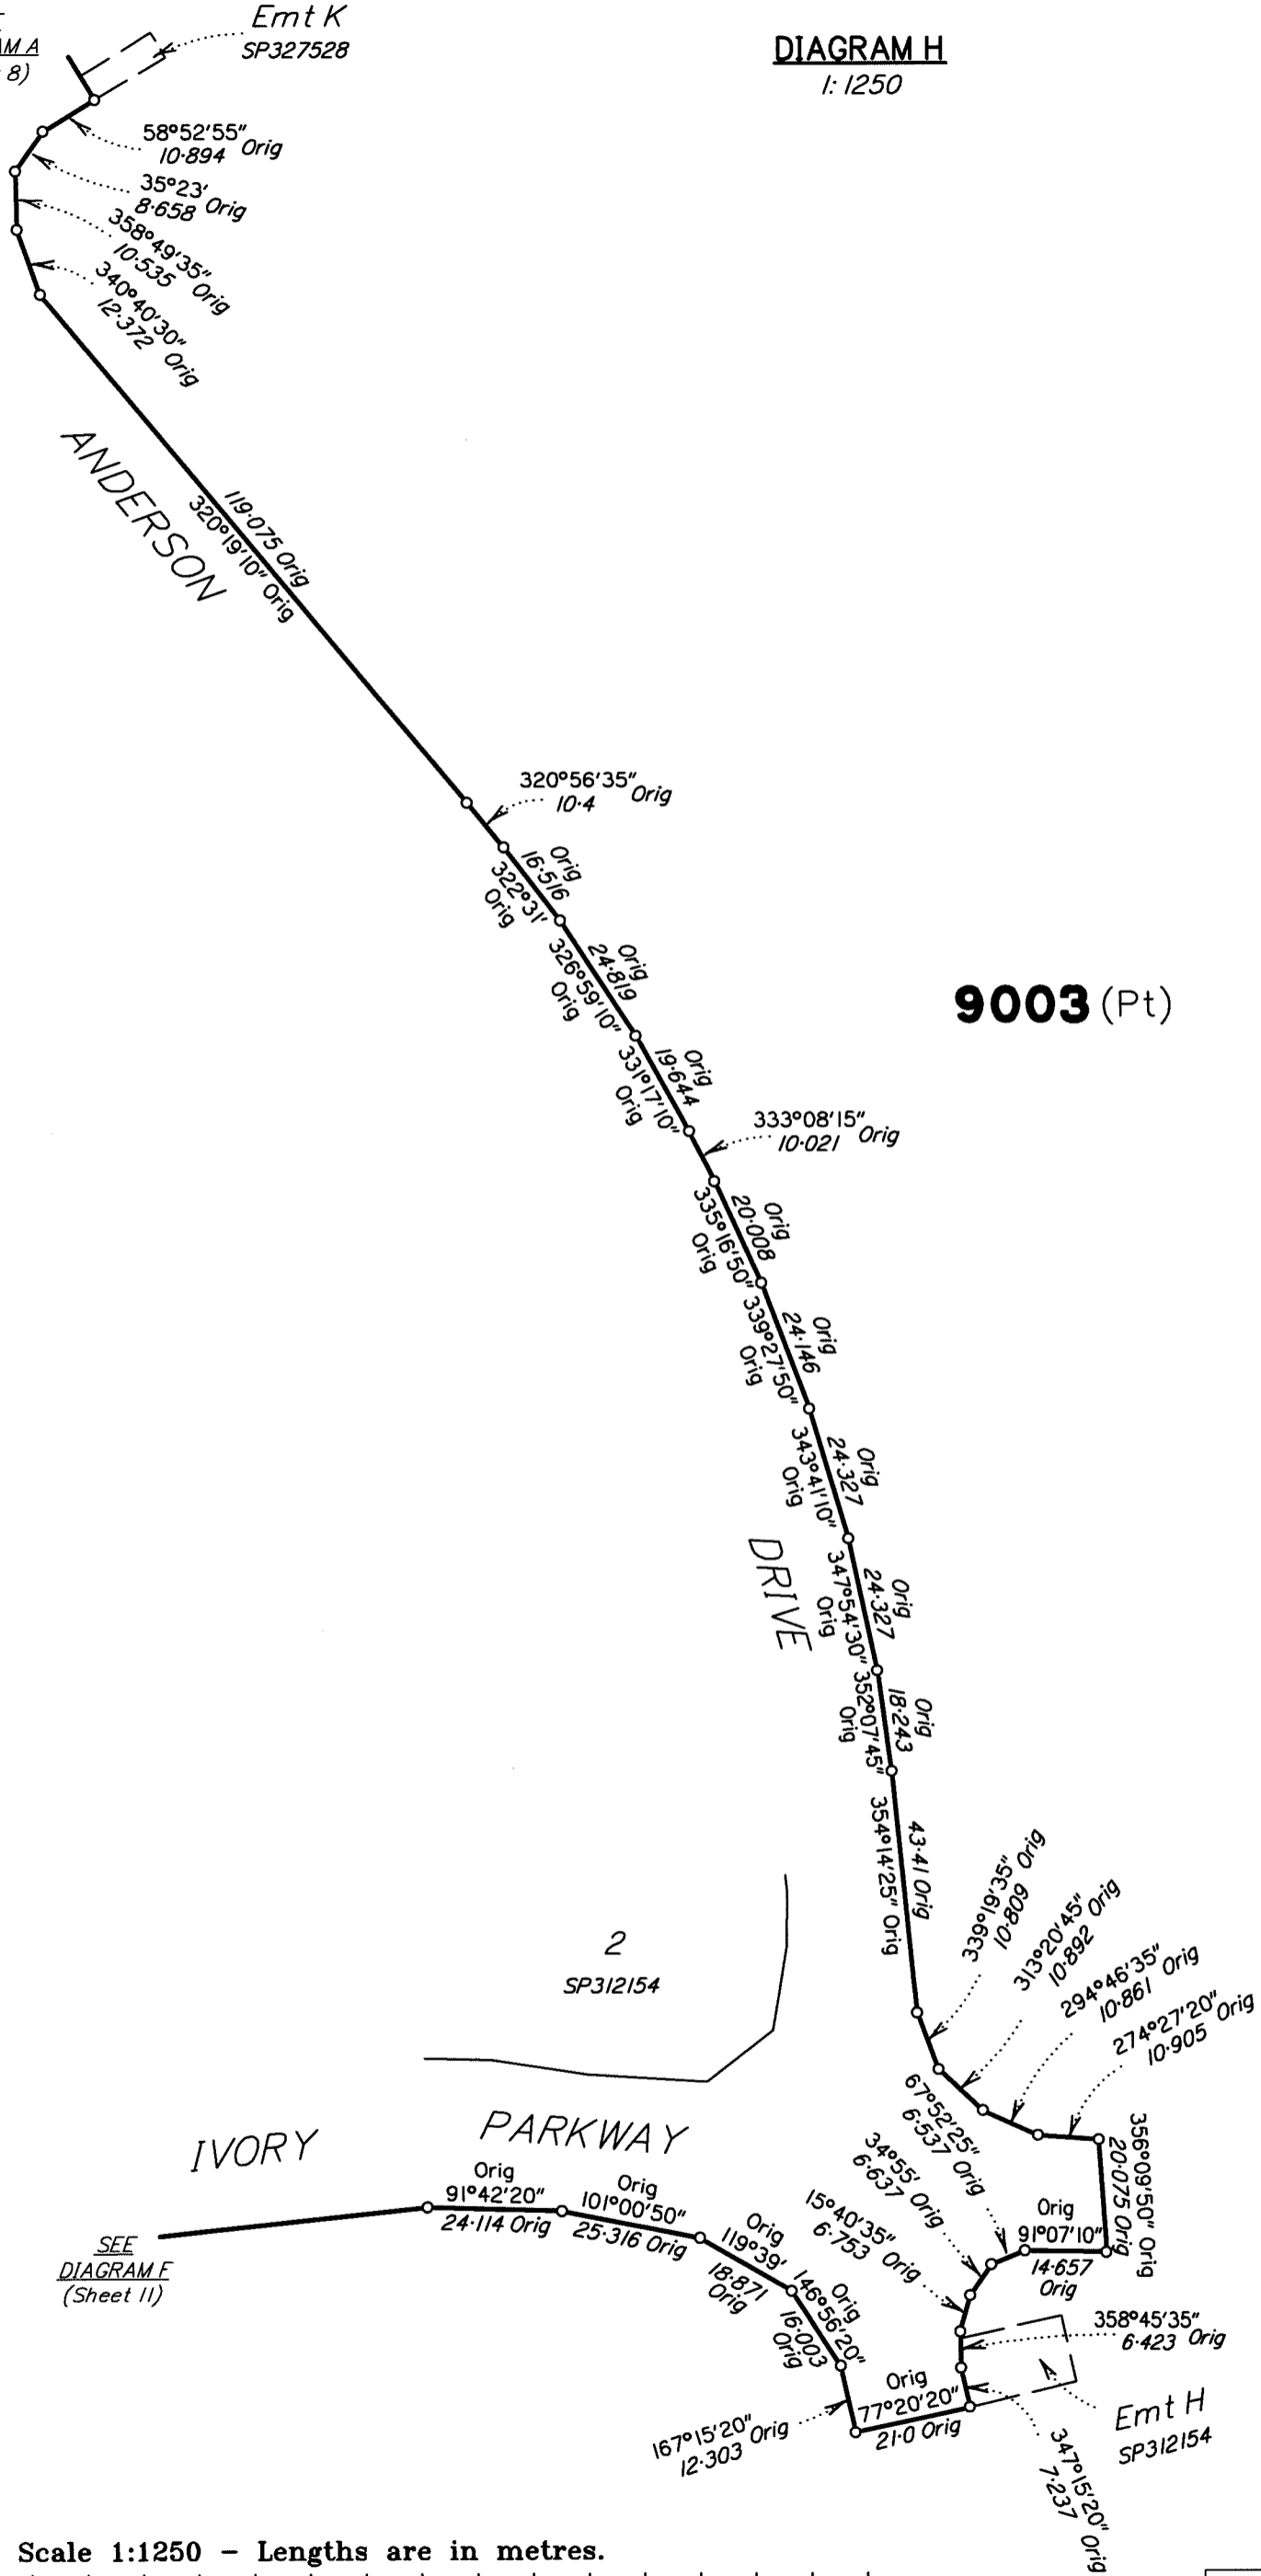 AM A
8)
Emt K
SP327528
DIAGRAM H
1:1250
58°52'55" Orig
10·894
35°23' Orig
8·658
358°49'35" Orig
10·535
340°40'30" Orig
12·372
ANDERSON
119·075 Orig
320°19'10" Orig
320°56'35" Orig
10·4
Orig
16·516
322°31'
Orig
Orig
24·819
326°59'10"
Orig
9003 (Pt)
Orig
19·644
331°17'10"
Orig
333°08'15" Orig
10·021
Orig
20·008
335°16'50"
Orig
Orig
24·146
339°27'50"
Orig
Orig
24·327
343°41'10"
Orig
DRIVE
Orig
24·327
347°54'30"
Orig
Orig
18·243
352°07'45"
Orig
43·41 Orig
354°14'25" Orig
339°19'35" Orig
10·809
313°20'45" Orig
10·892
294°46'35" Orig
10·861
274°27'20" Orig
10·905
2
SP312154
356°09'50" Orig
20·075 Orig
67°52'25"
6·537 Orig
34°55'
6·637 Orig
15°40'35"
6·753 Orig
Orig
91°07'10"
14·657
Orig
IVORY PARKWAY
SEE
DIAGRAM F
(Sheet 11)
Orig
91°42'20"
24·114 Orig
Orig
101°00'50"
25·316 Orig
Orig
119°39'
18·871
Orig
Orig
146°56'20"
16·003
Orig
358°45'35"
6·423 Orig
Orig
77°20'20"
21·0 Orig
167°15'20" Orig
12·303
Emt H
SP312154
347°15'20"
7·237 Orig
Scale 1:1250 - Lengths are in metres.